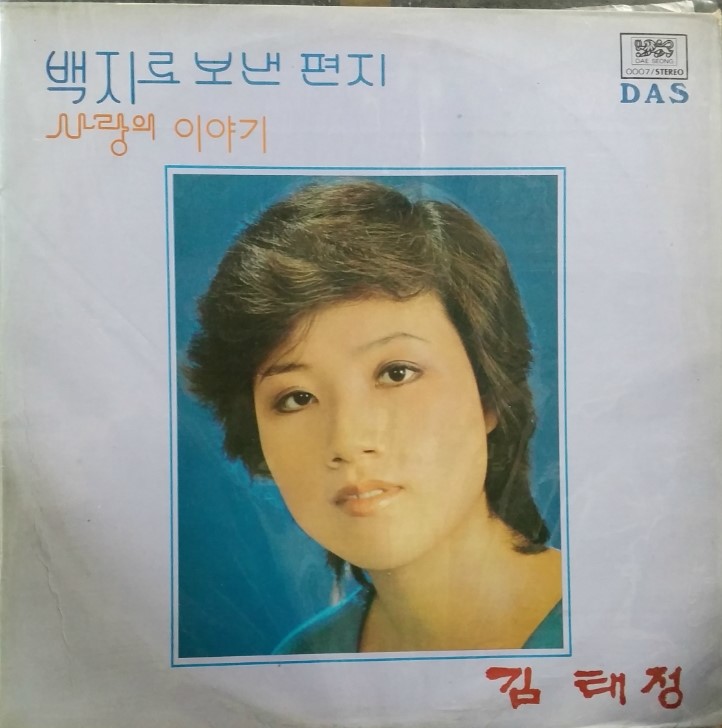 백지로 보낸 편지
사랑의 이야기
DAE SEONG
0007/STEREO
DAS
김태정